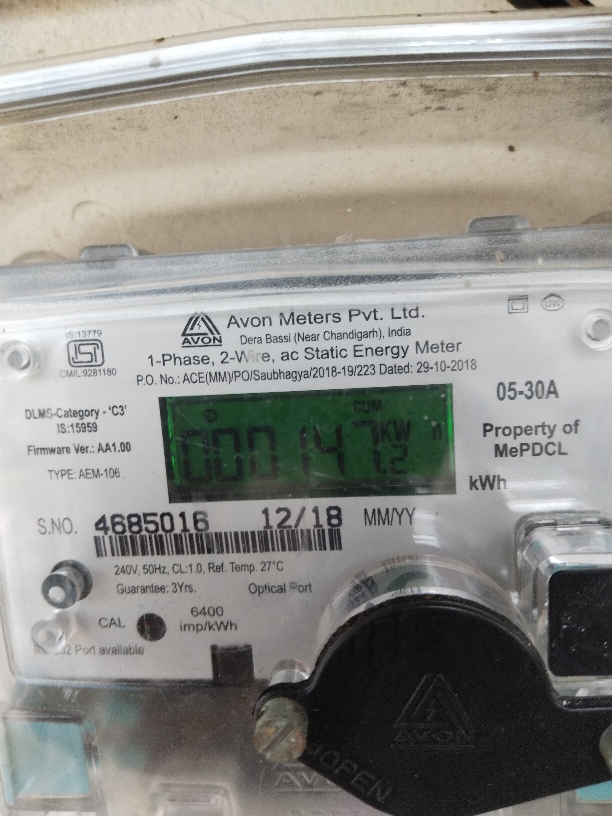 Avon Meters Pvt. Ltd.
AVON
Dera Bassi (Near Chandigarh), India
IS:13779
ISI
CM/L:9281180
1-Phase, 2-Wire, ac Static Energy Meter
P.O. No.: ACE(MM)/PO/Saubhagya/2018-19/223 Dated: 29-10-2018
05-30A
DLMS-Category - 'C3'
IS:15959
Firmware Ver.: AA1.00
TYPE: AEM-106
CUM
000147.2 KW H
Property of
MePDCL
kWh
S.NO. 4685016 12/18 MM/YY
240V, 50Hz, CL:1.0, Ref. Temp. 27°C
Guarantee: 3Yrs. Optical Port
CAL 6400
imp/kWh
Port available
AVON
OPEN
AVON